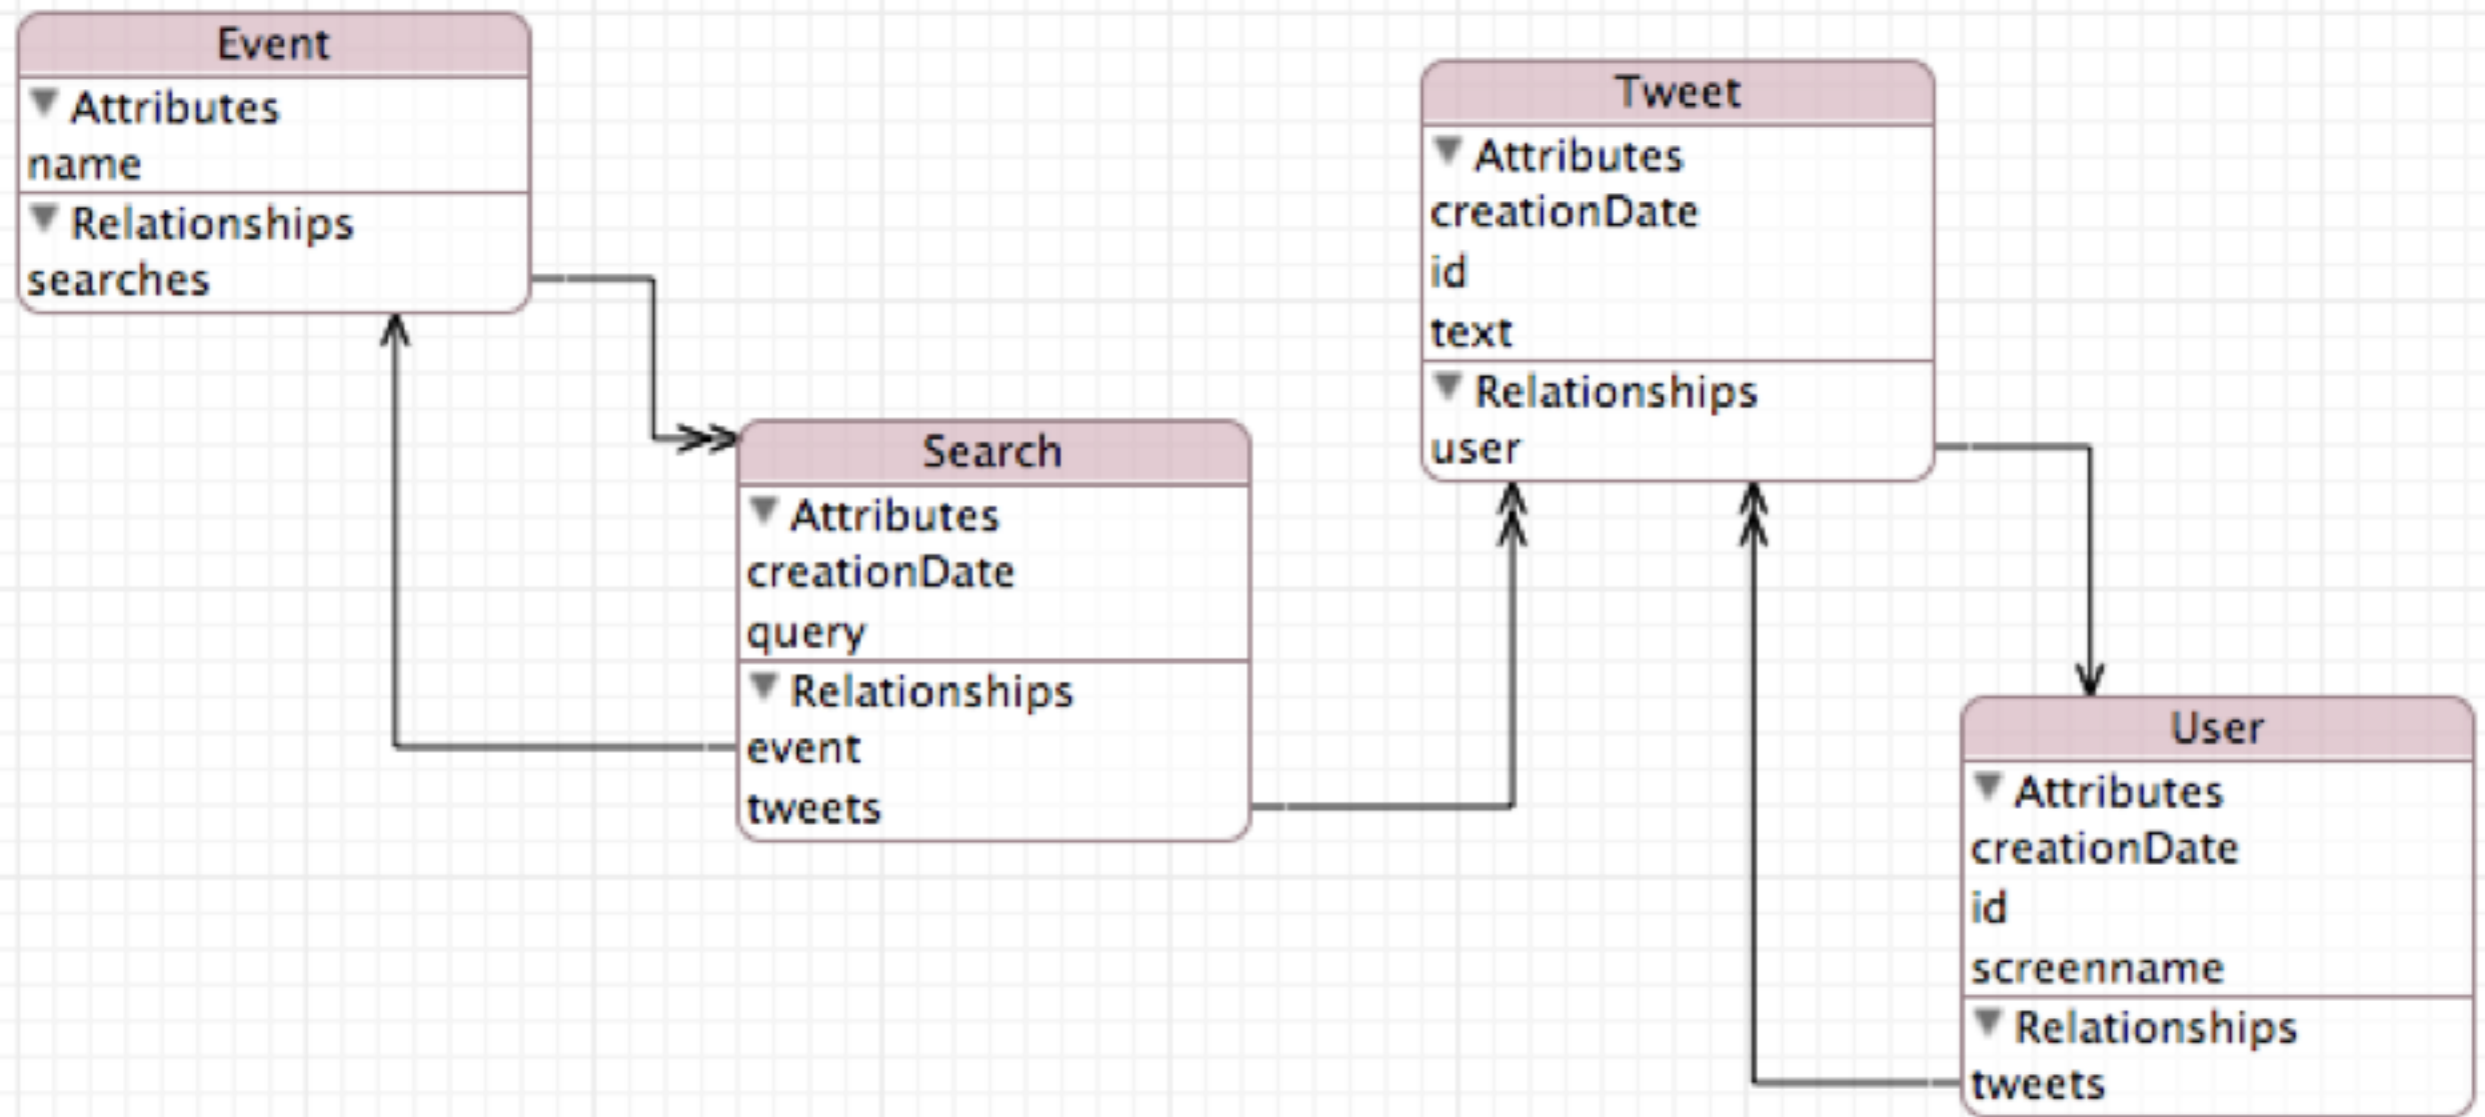 Event
Attributes
name
Relationships
searches
Search
Attributes
creationDate
query
Relationships
event
tweets
Tweet
Attributes
creationDate
id
text
Relationships
user
User
Attributes
creationDate
id
screenname
Relationships
tweets